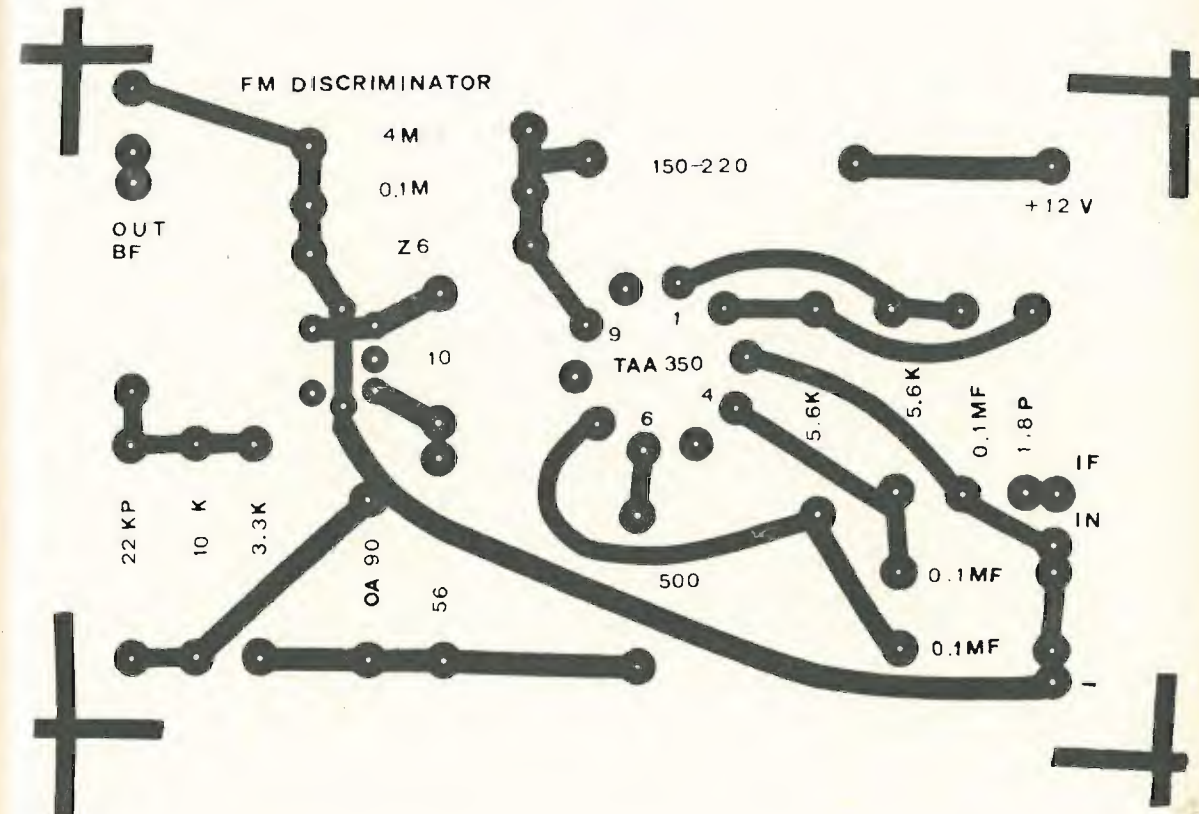 FM DISCRIMINATOR
4M
0.1M
150-220
+12 V
OUT
BF
Z6
9
1
10
TAA 350
4
6
5.6K
5.6K
0.1MF
1.8P
IF
IN
22KP
10 K
3.3K
OA 90
56
500
0.1MF
0.1MF
-